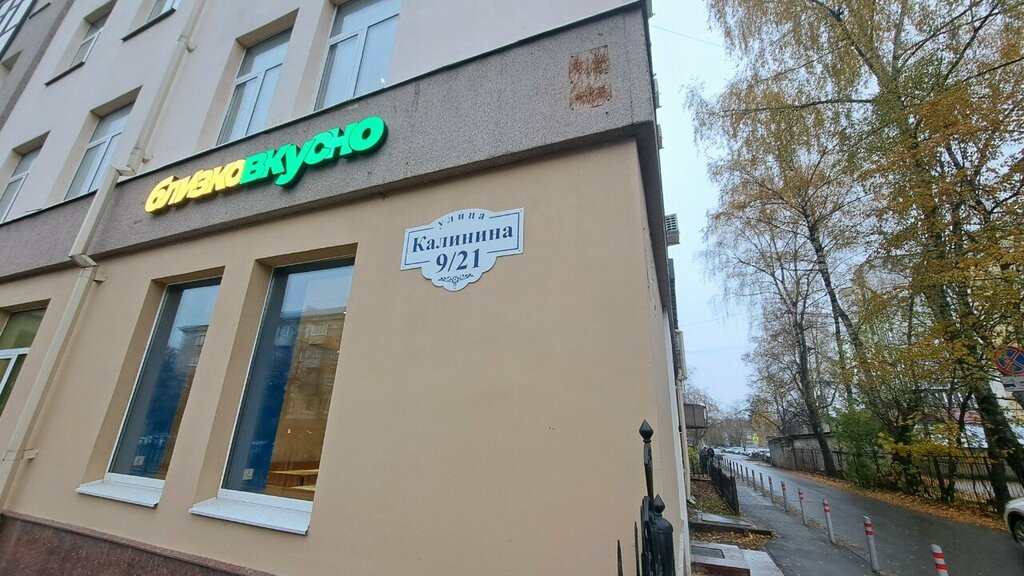 близковкусно
улица
Калинина
9/21